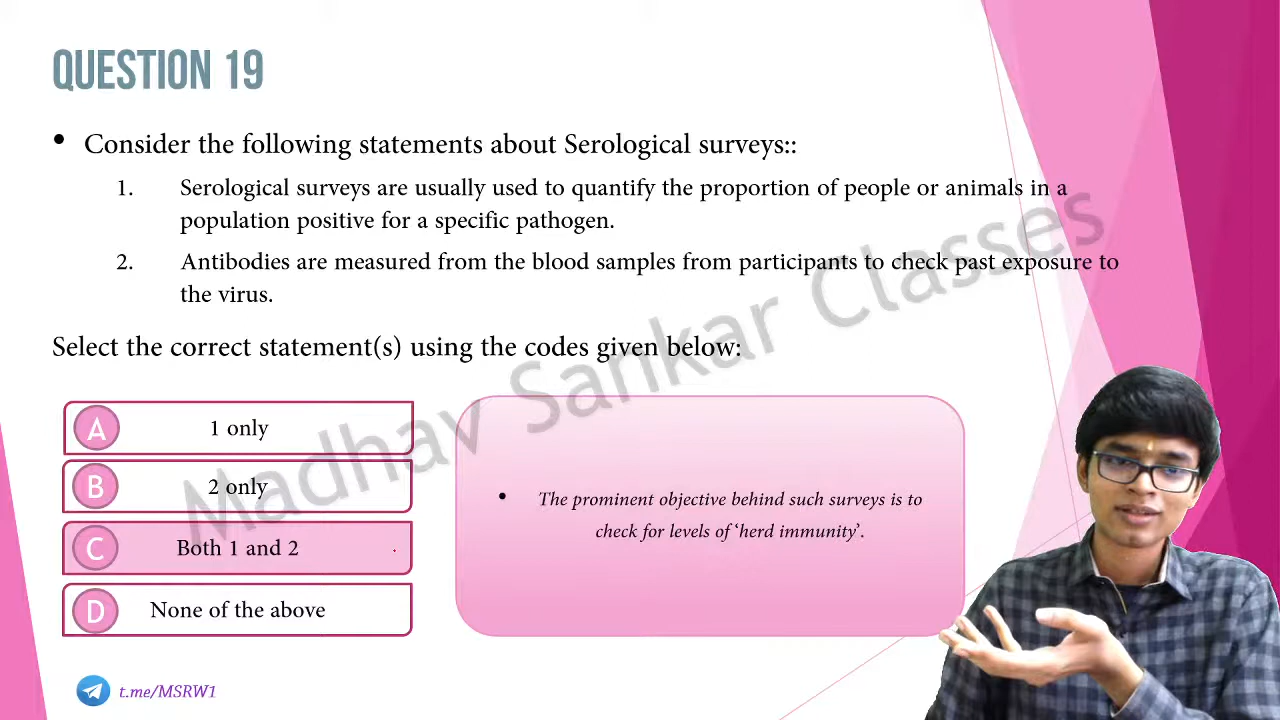 QUESTION 19
• Consider the following statements about Serological surveys::
1. Serological surveys are usually used to quantify the proportion of people or animals in a
population positive for a specific pathogen.
2. Antibodies are measured from the blood samples from participants to check past exposure to
the virus.
Select the correct statement(s) using the codes given below:
A 1 only
B 2 only
C Both 1 and 2
D None of the above
• The prominent objective behind such surveys is to
check for levels of ‘herd immunity’.
Madhav Sankar Classes
t.me/MSRW1